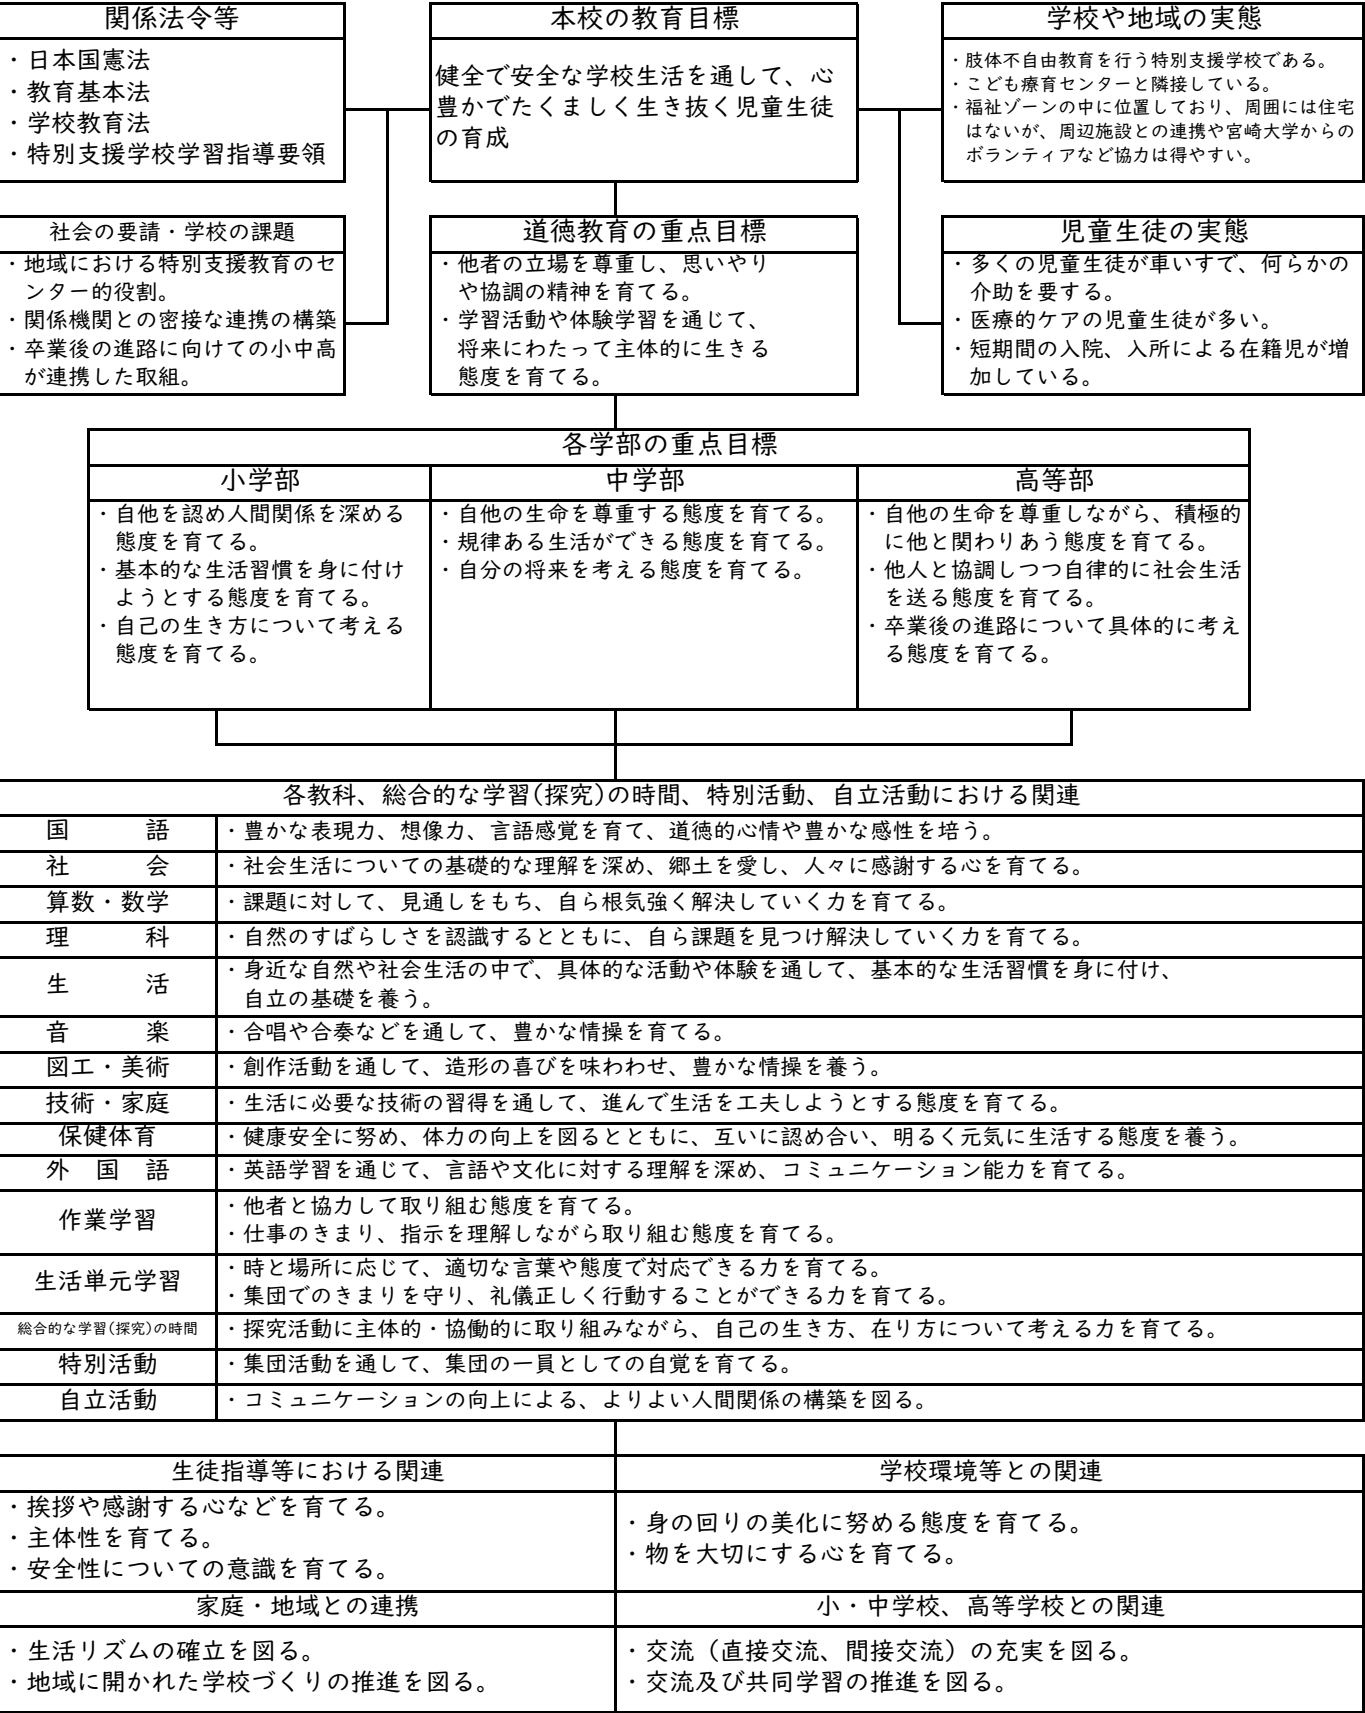 関係法令等
・日本国憲法
・教育基本法
・学校教育法
・特別支援学校学習指導要領
本校の教育目標
健全で安全な学校生活を通して、心
豊かでたくましく生き抜く児童生徒
の育成
学校や地域の実態
・肢体不自由教育を行う特別支援学校である。
・こども療育センターと隣接している。
・福祉ゾーンの中に位置しており、周囲には住宅
はないが、周辺施設との連携や宮崎大学からの
ボランティアなど協力は得やすい。
社会の要請・学校の課題
・地域における特別支援教育のセ
ンター的役割。
・関係機関との密接な連携の構築
・卒業後の進路に向けての小中高
が連携した取組。
道徳教育の重点目標
・他者の立場を尊重し、思いやり
や協調の精神を育てる。
・学習活動や体験学習を通じて、
将来にわたって主体的に生きる
態度を育てる。
児童生徒の実態
・多くの児童生徒が車いすで、何らかの
介助を要する。
・医療的ケアの児童生徒が多い。
・短期間の入院、入所による在籍児が増
加している。
各学部の重点目標
小学部
・自他を認め人間関係を深める
態度を育てる。
・基本的な生活習慣を身に付け
ようとする態度を育てる。
・自己の生き方について考える
態度を育てる。
中学部
・自他の生命を尊重する態度を育てる。
・規律ある生活ができる態度を育てる。
・自分の将来を考える態度を育てる。
高等部
・自他の生命を尊重しながら、積極的
に他と関わりあう態度を育てる。
・他人と協調しつつ自律的に社会生活
を送る態度を育てる。
・卒業後の進路について具体的に考え
る態度を育てる。
各教科、総合的な学習(探究)の時間、特別活動、自立活動における関連
国　　　語 ・豊かな表現力、想像力、言語感覚を育て、道徳的心情や豊かな感性を培う。
社　　　会 ・社会生活についての基礎的な理解を深め、郷土を愛し、人々に感謝する心を育てる。
算数・数学 ・課題に対して、見通しをもち、自ら根気強く解決していく力を育てる。
理　　　科 ・自然のすばらしさを認識するとともに、自ら課題を見つけ解決していく力を育てる。
生　　　活 ・身近な自然や社会生活の中で、具体的な活動や体験を通して、基本的な生活習慣を身に付け、
自立の基礎を養う。
音　　　楽 ・合唱や合奏などを通して、豊かな情操を育てる。
図工・美術 ・創作活動を通して、造形の喜びを味わわせ、豊かな情操を養う。
技術・家庭 ・生活に必要な技術の習得を通して、進んで生活を工夫しようとする態度を育てる。
保健体育 ・健康安全に努め、体力の向上を図るとともに、互いに認め合い、明るく元気に生活する態度を養う。
外　国　語 ・英語学習を通じて、言語や文化に対する理解を深め、コミュニケーション能力を育てる。
作業学習 ・他者と協力して取り組む態度を育てる。
・仕事のきまり、指示を理解しながら取り組む態度を育てる。
生活単元学習 ・時と場所に応じて、適切な言葉や態度で対応できる力を育てる。
・集団でのきまりを守り、礼儀正しく行動することができる力を育てる。
総合的な学習(探究)の時間 ・探究活動に主体的・協働的に取り組みながら、自己の生き方、在り方について考える力を育てる。
特別活動 ・集団活動を通して、集団の一員としての自覚を育てる。
自立活動 ・コミュニケーションの向上による、よりよい人間関係の構築を図る。
生徒指導等における関連
・挨拶や感謝する心などを育てる。
・主体性を育てる。
・安全性についての意識を育てる。
学校環境等との関連
・身の回りの美化に努める態度を育てる。
・物を大切にする心を育てる。
家庭・地域との連携
・生活リズムの確立を図る。
・地域に開かれた学校づくりの推進を図る。
小・中学校、高等学校との関連
・交流（直接交流、間接交流）の充実を図る。
・交流及び共同学習の推進を図る。